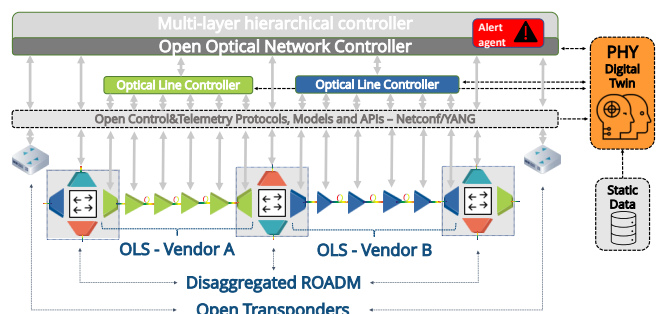 Multi-layer hierarchical controller
Open Optical Network Controller
Alert
agent
PHY
Digital
Twin
Optical Line Controller
Optical Line Controller
Open Control&Telemetry Protocols, Models and APIs – Netconf/YANG
Static
Data
OLS - Vendor A
OLS - Vendor B
Disaggregated ROADM
Open Transponders